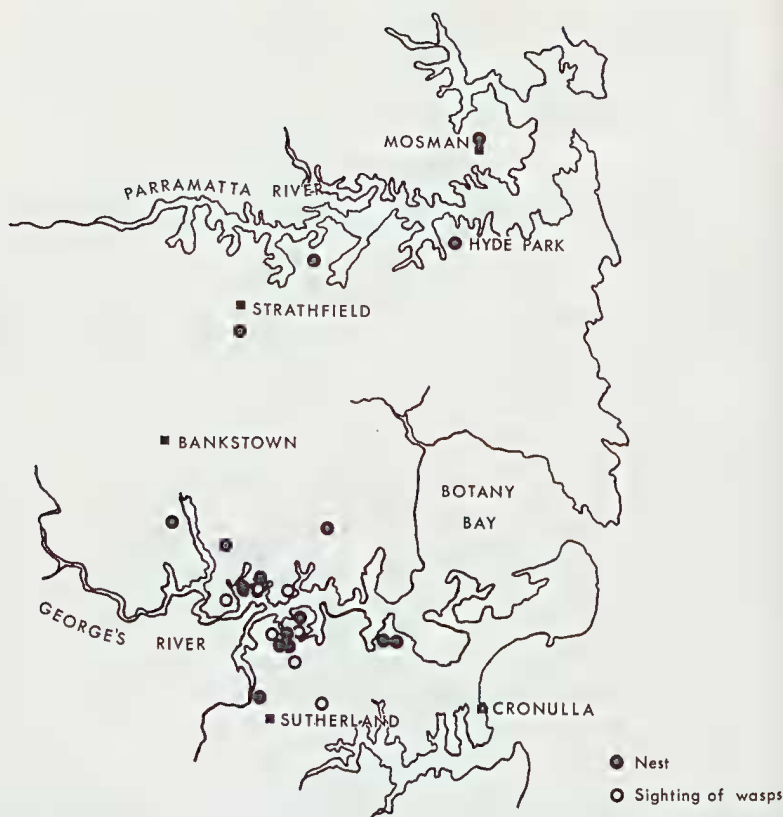 MOSMAN
PARRAMATTA RIVER
HYDE PARK
STRATHFIELD
BANKSTOWN
BOTANY
BAY
GEORGE'S RIVER
SUTHERLAND
CRONULLA
Nest
Sighting of wasps